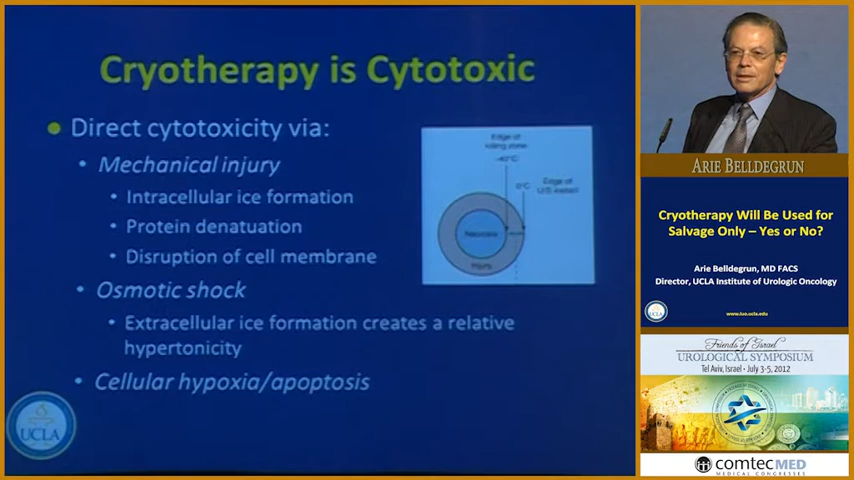 Cryotherapy is Cytotoxic
Direct cytotoxicity via:
Mechanical injury
Intracellular ice formation
Protein denatuation
Disruption of cell membrane
Osmotic shock
Extracellular ice formation creates a relative
hypertonicity
Cellular hypoxia/apoptosis
Edge of
killing zone
-40°C
0°C
Edge of
Necrosis
Injury
UCLA
ARIE BELLDEGRUN
Cryotherapy Will Be Used for
Salvage Only – Yes or No?
Arie Belldegrun, MD FACS
Director, UCLA Institute of Urologic Oncology
UCLA
www.iuo.ucla.edu
Friends of Israel
UROLOGICAL SYMPOSIUM
Tel Aviv, Israel • July 3-5, 2012
comtecMED
MEDICAL CONGRESSES